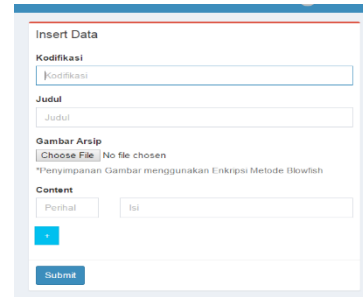 Insert Data
Kodifikasi
Kodifikasi
Judul
Judul
Gambar Arsip
Choose File No file chosen
*Penyimpanan Gambar menggunakan Enkripsi Metode Blowfish
Content
Perihal Isi
+
Submit